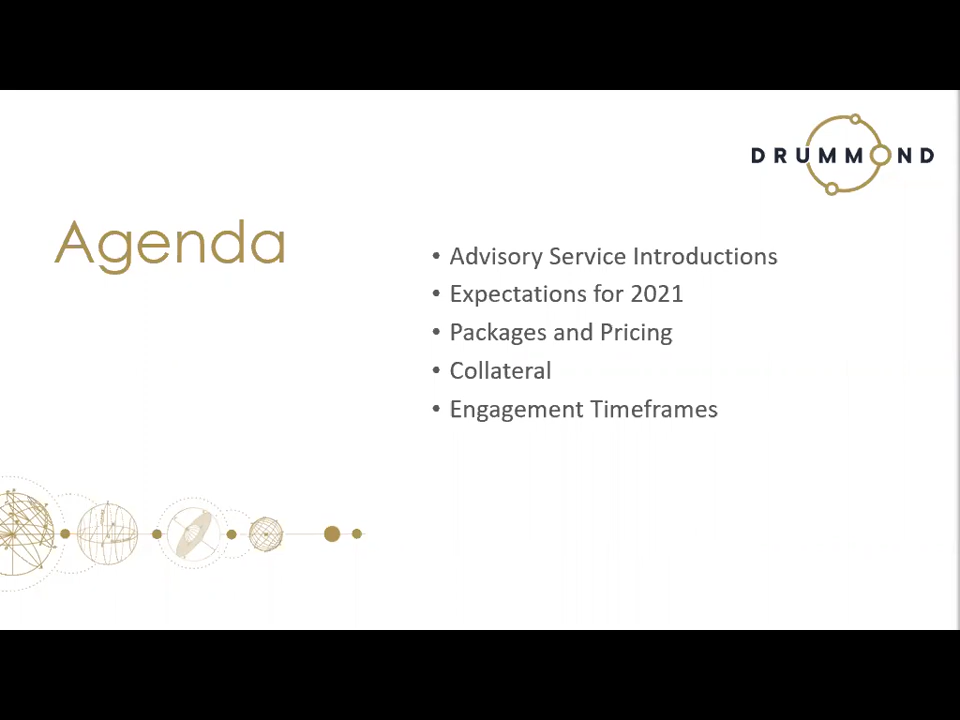 DRUMMOND
Agenda
• Advisory Service Introductions
• Expectations for 2021
• Packages and Pricing
• Collateral
• Engagement Timeframes